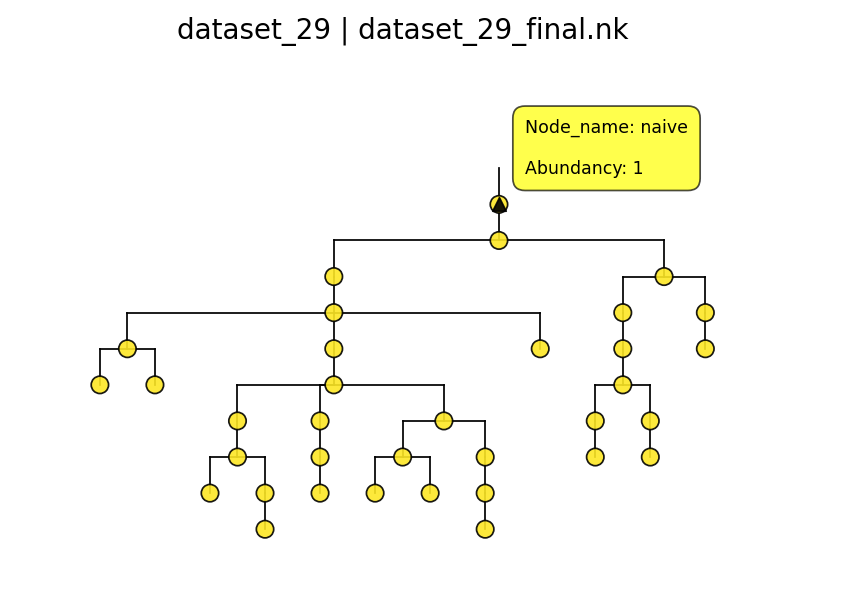 dataset_29 | dataset_29_final.nk
Node_name: naive
Abundancy: 1